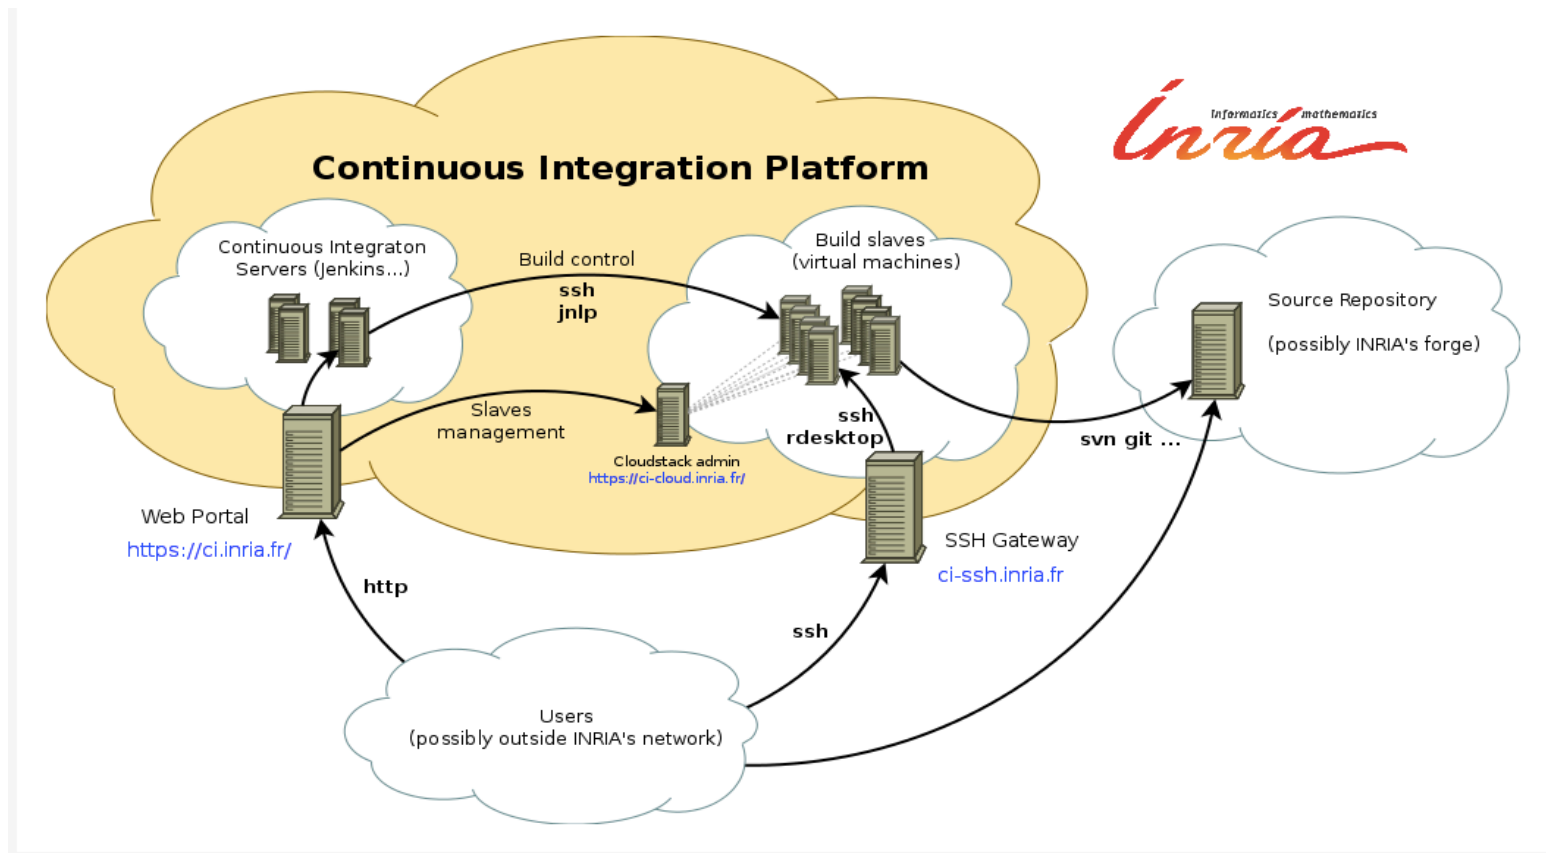 informatics mathematics
inria
Continuous Integration Platform
Continuous Integraton
Servers (Jenkins...)
Build control
ssh
jnlp
Build slaves
(virtual machines)
Source Repository
(possibly INRIA's forge)
Slaves
management
ssh
rdesktop
svn git ...
Cloudstack admin
https://ci-cloud.inria.fr/
Web Portal
https://ci.inria.fr/
SSH Gateway
ci-ssh.inria.fr
http
ssh
Users
(possibly outside INRIA's network)